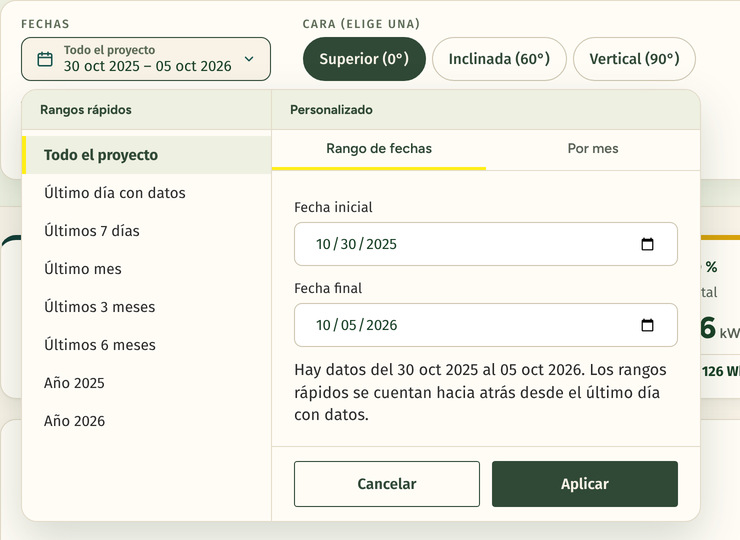 FECHAS
CARA (ELIGE UNA)
Todo el proyecto
30 oct 2025 – 05 oct 2026
Superior (0°)
Inclinada (60°)
Vertical (90°)
Rangos rápidos
Personalizado
Todo el proyecto
Último día con datos
Últimos 7 días
Último mes
Últimos 3 meses
Últimos 6 meses
Año 2025
Año 2026
Rango de fechas
Por mes
Fecha inicial
10/30/2025
Fecha final
10/05/2026
Hay datos del 30 oct 2025 al 05 oct 2026. Los rangos
rápidos se cuentan hacia atrás desde el último día
con datos.
Cancelar
Aplicar
%
6
126